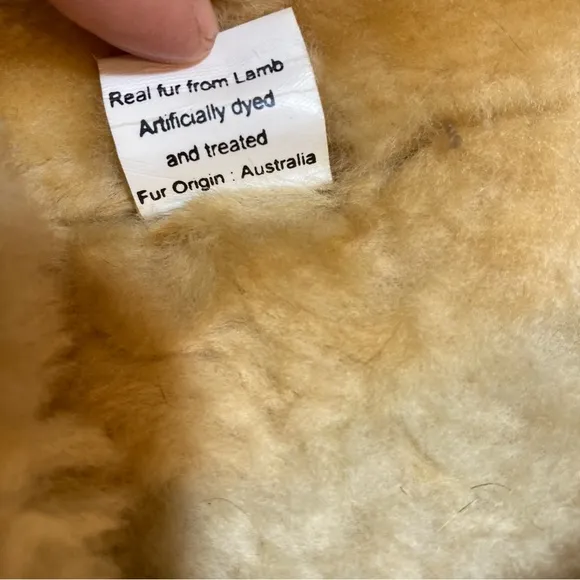 Real fur from Lamb
Artificially dyed
and treated
Fur Origin : Australia